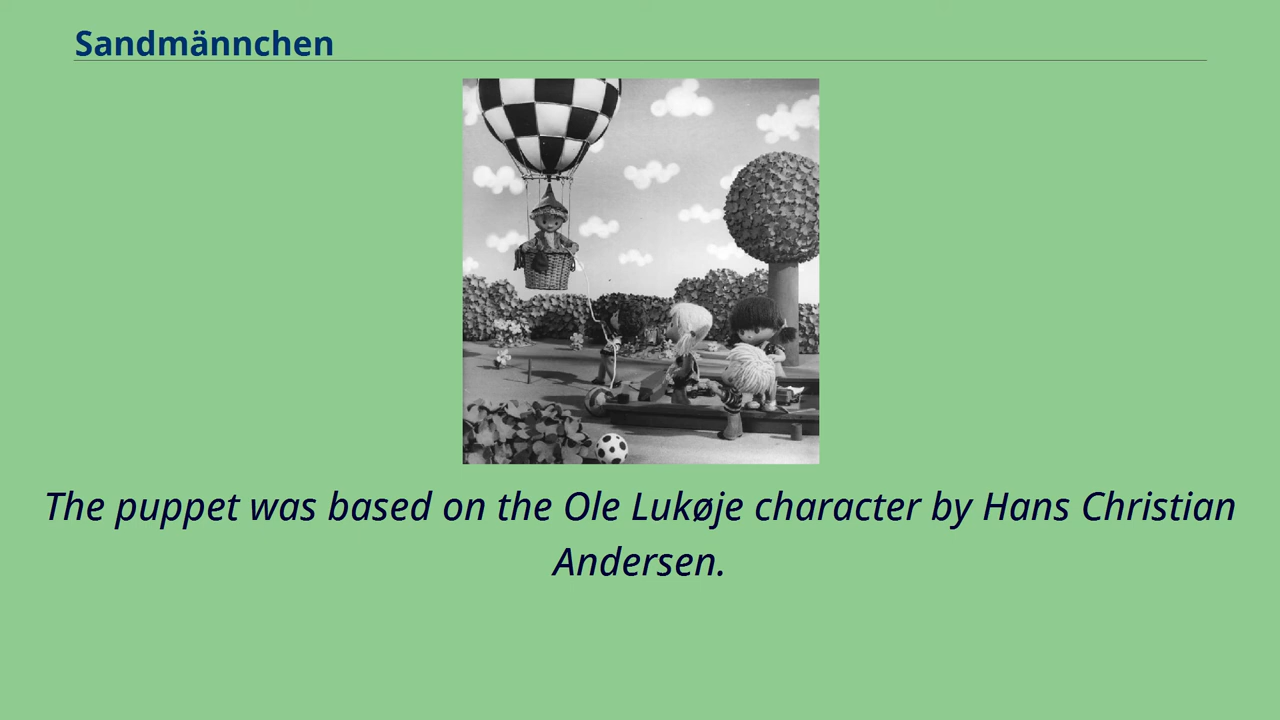 Sandmännchen
The puppet was based on the Ole Lukøje character by Hans Christian
Andersen.